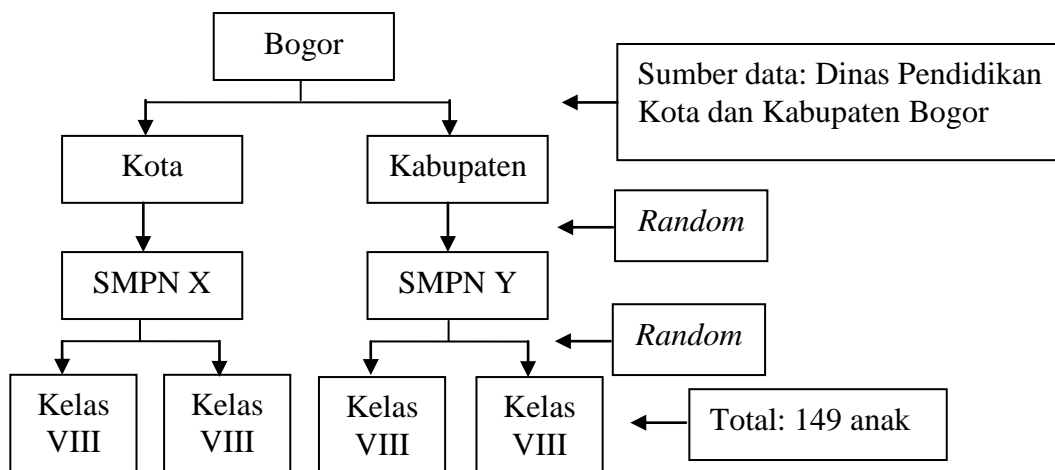 Bogor
Sumber data: Dinas Pendidikan
Kota dan Kabupaten Bogor
Kota
Kabupaten
Random
SMPN X
SMPN Y
Random
Kelas
VIII
Kelas
VIII
Kelas
VIII
Kelas
VIII
Total: 149 anak